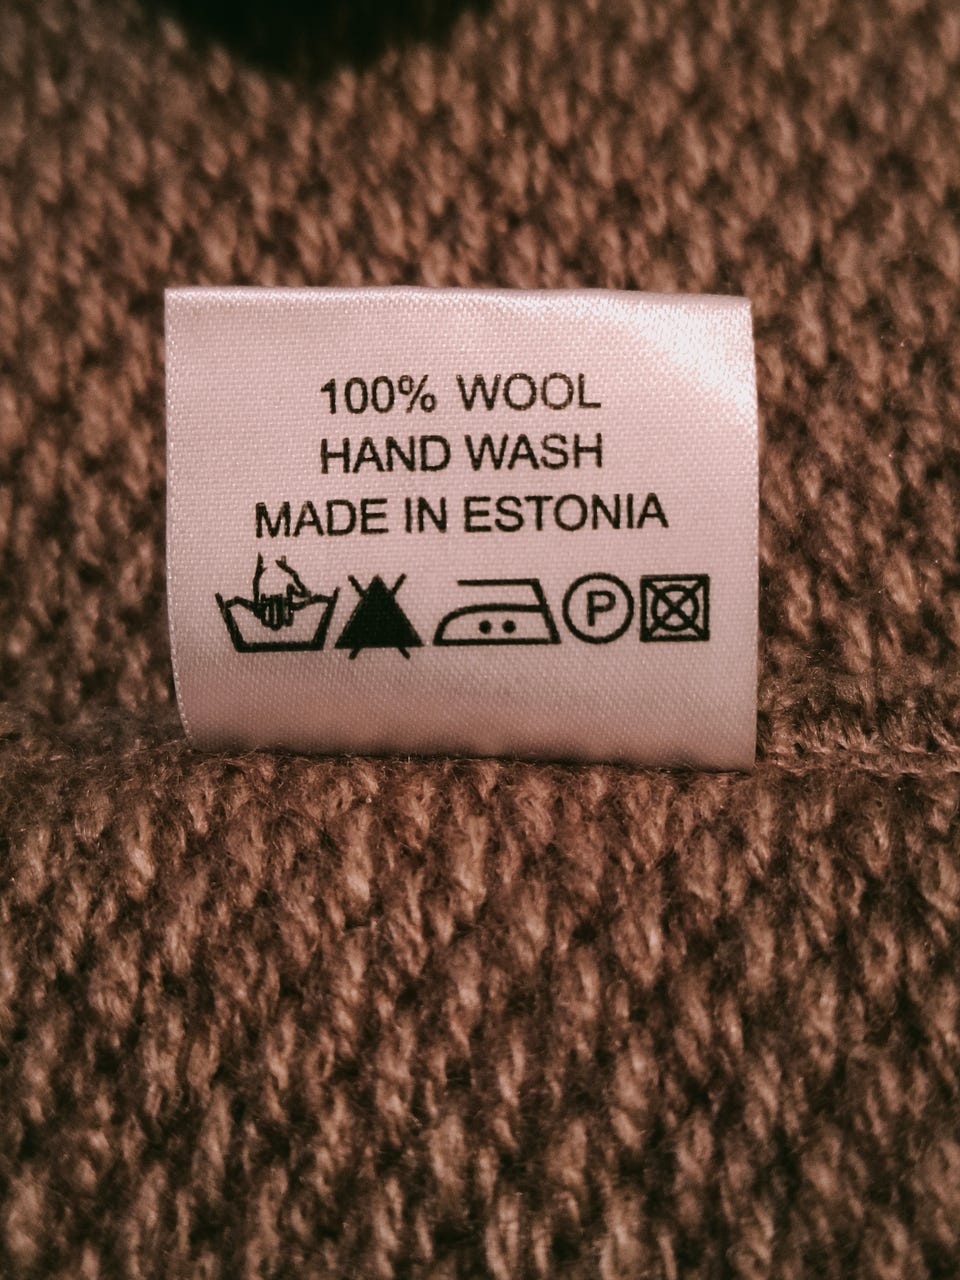 100% WOOL
HAND WASH
MADE IN ESTONIA
P